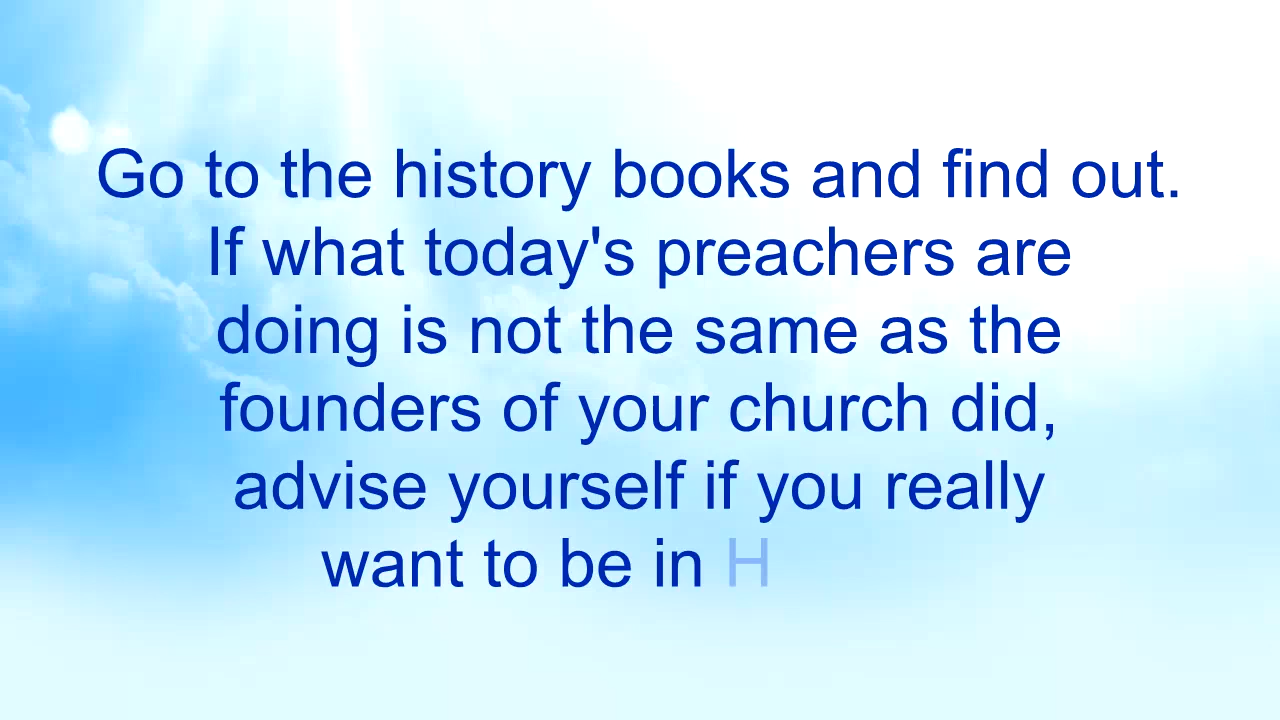 Go to the history books and find out.
If what today's preachers are
doing is not the same as the
founders of your church did,
advise yourself if you really
want to be in H